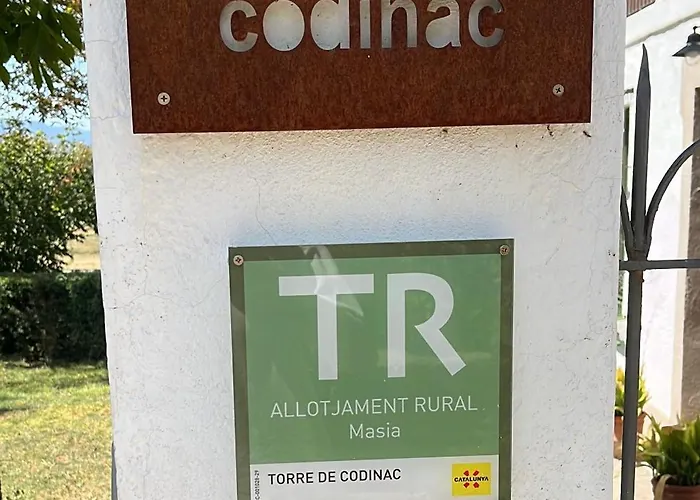 codinac
TR
ALLOTJAMENT RURAL
Masia
TORRE DE CODINAC
CATALUNYA